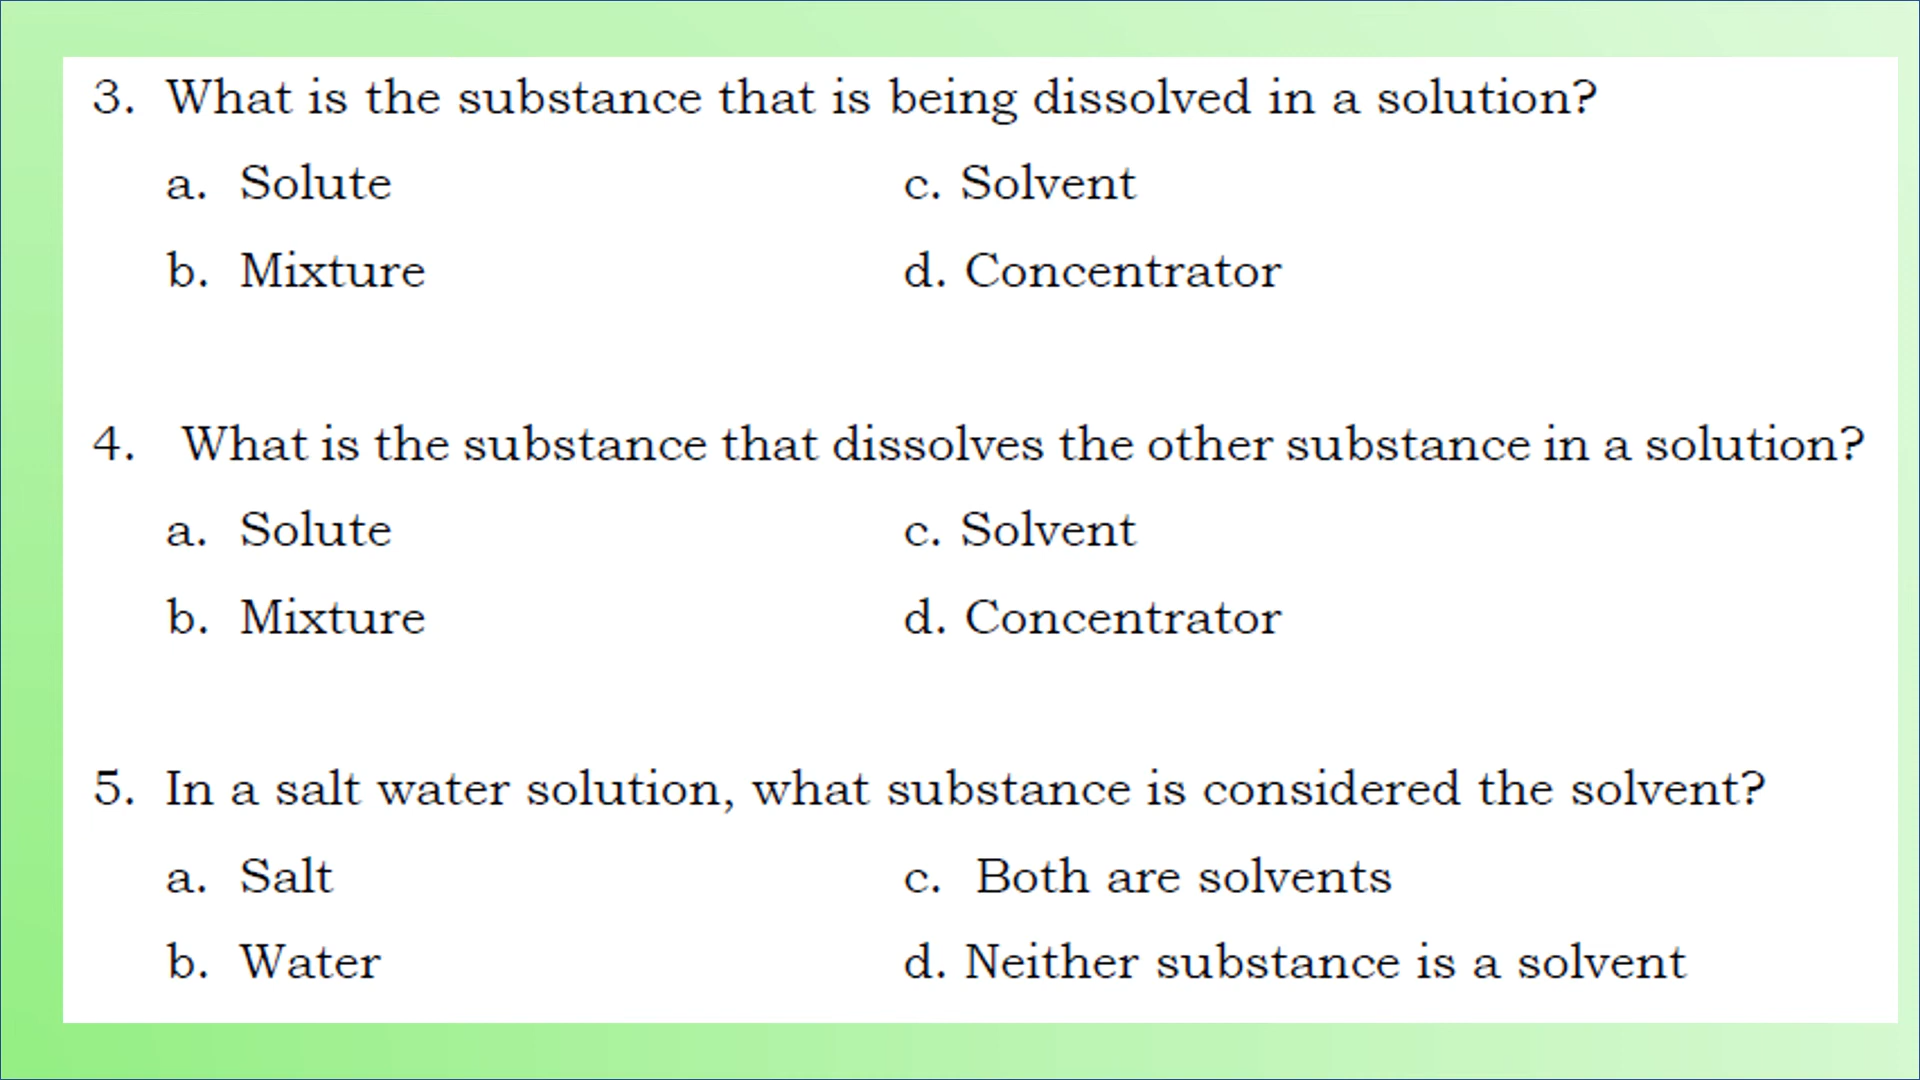 3. What is the substance that is being dissolved in a solution?
a. Solute c. Solvent
b. Mixture d. Concentrator
4. What is the substance that dissolves the other substance in a solution?
a. Solute c. Solvent
b. Mixture d. Concentrator
5. In a salt water solution, what substance is considered the solvent?
a. Salt c. Both are solvents
b. Water d. Neither substance is a solvent